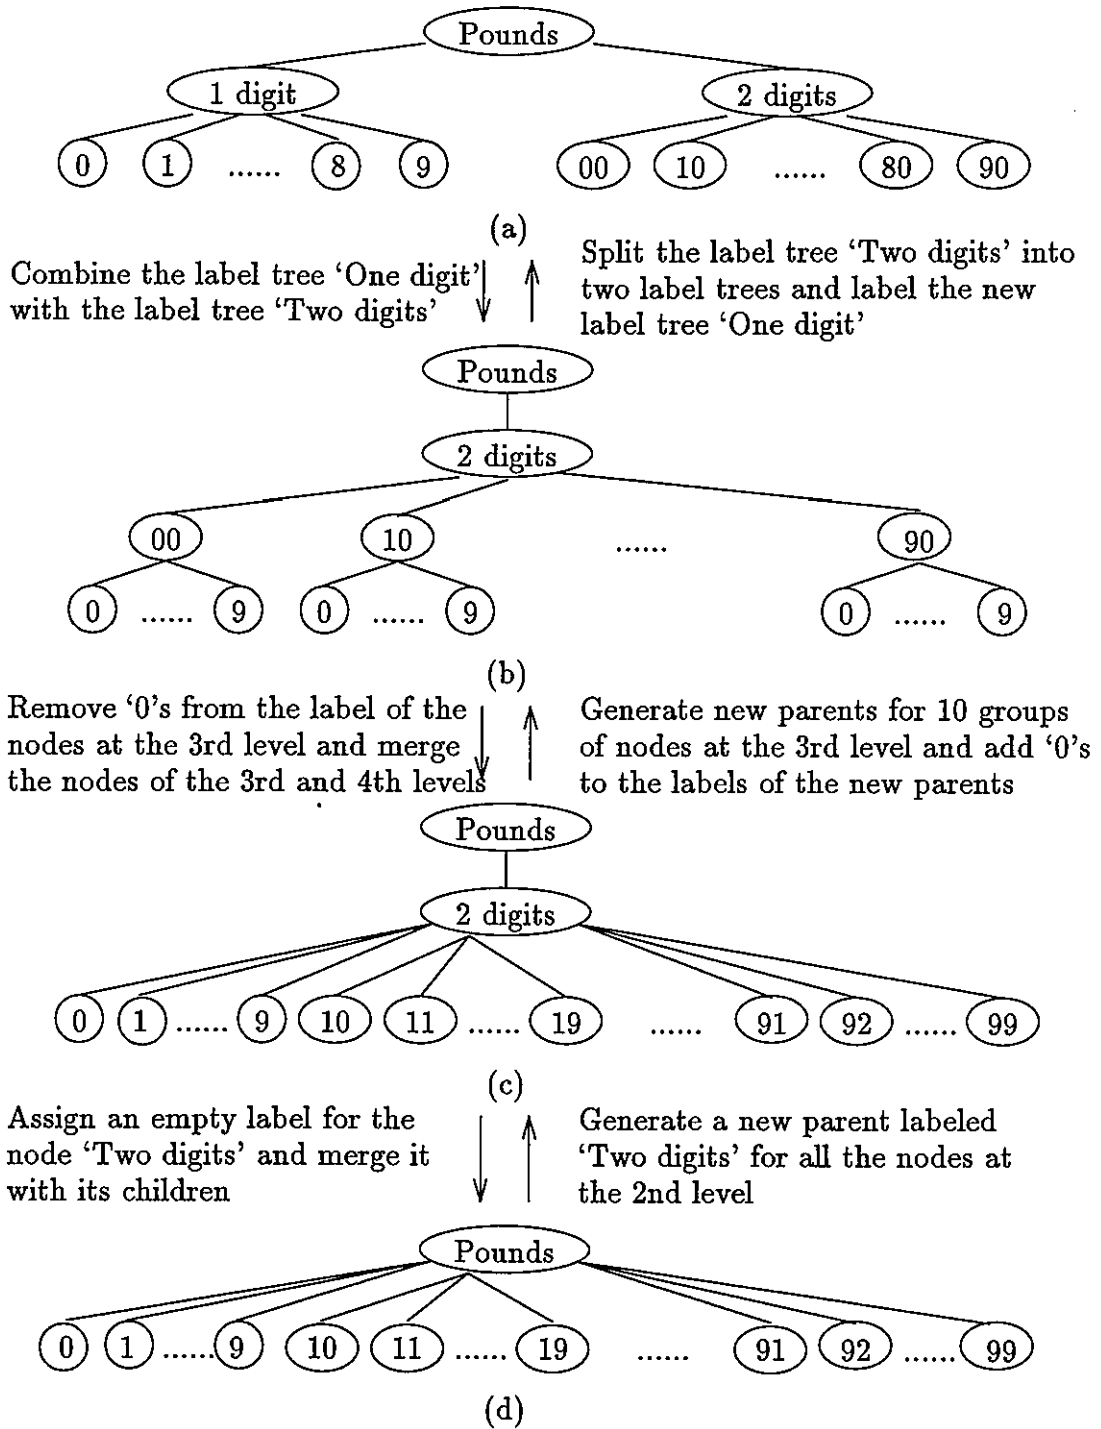 Pounds
1 digit 2 digits
0 1 ...... 8 9 00 10 ...... 80 90
(a)
Combine the label tree ‘One digit’
with the label tree ‘Two digits’
Split the label tree ‘Two digits’ into
two label trees and label the new
label tree ‘One digit’
Pounds
2 digits
00 10 ...... 90
0 ...... 9 0 ...... 9 0 ...... 9
(b)
Remove ‘0’s from the label of the
nodes at the 3rd level and merge
the nodes of the 3rd and 4th levels
Generate new parents for 10 groups
of nodes at the 3rd level and add ‘0’s
to the labels of the new parents
Pounds
2 digits
0 1 ...... 9 10 11 ...... 19 ...... 91 92 ...... 99
(c)
Assign an empty label for the
node ‘Two digits’ and merge it
with its children
Generate a new parent labeled
‘Two digits’ for all the nodes at
the 2nd level
Pounds
0 1 ...... 9 10 11 ...... 19 ...... 91 92 ...... 99
(d)